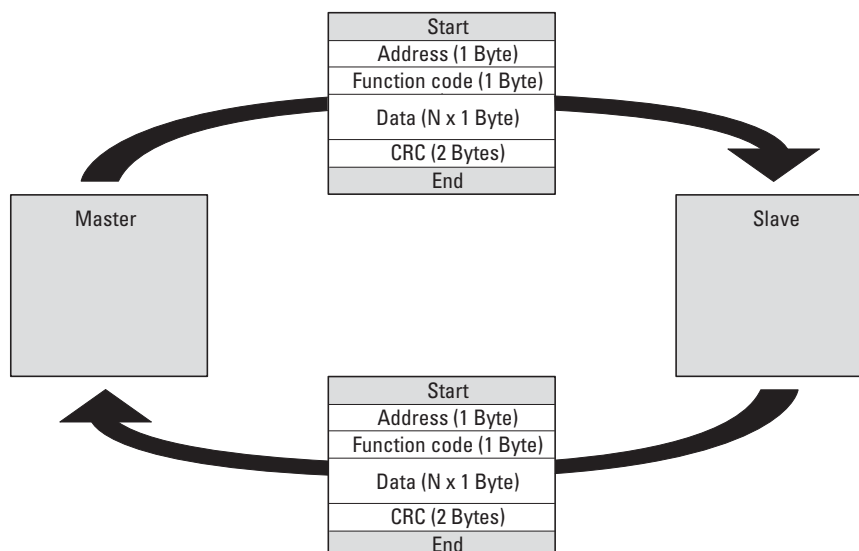 Start
Address (1 Byte)
Function code (1 Byte)
Data (N x 1 Byte)
CRC (2 Bytes)
End
Master
Slave
Start
Address (1 Byte)
Function code (1 Byte)
Data (N x 1 Byte)
CRC (2 Bytes)
End